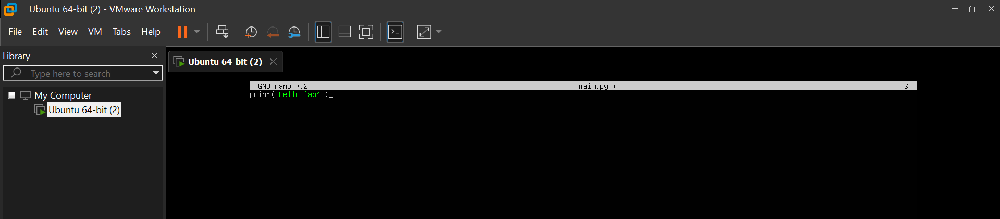 Ubuntu 64-bit (2) - VMware Workstation
File Edit View VM Tabs Help
Library
Type here to search
My Computer
Ubuntu 64-bit (2)
Ubuntu 64-bit (2)
GNU nano 7.2 maim.py * S
print("Hello lab4")_